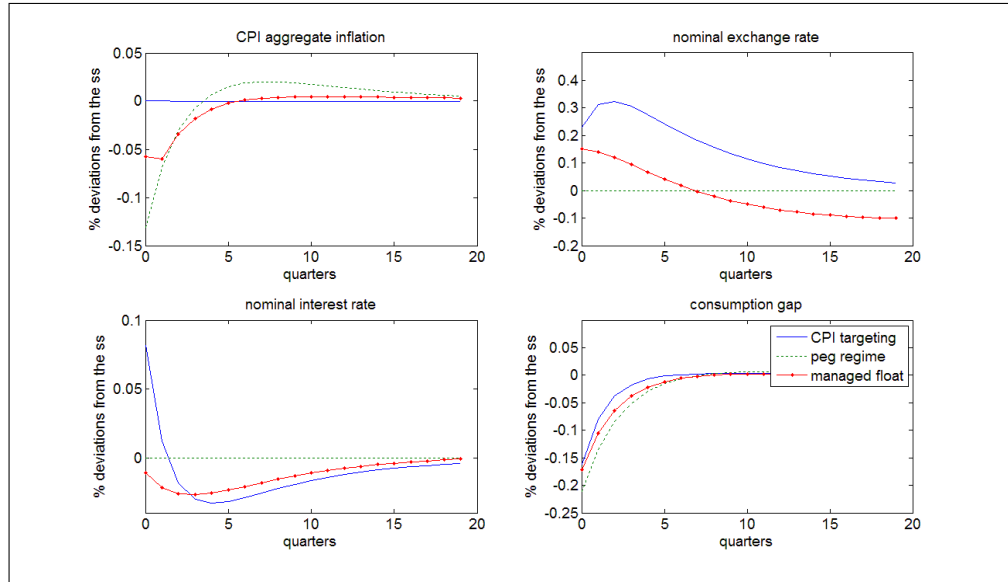 CPI aggregate inflation
% deviations from the ss
0.05
0
-0.05
-0.1
-0.15
0 5 10 15 20
quarters
nominal exchange rate
% deviations from the ss
0.4
0.3
0.2
0.1
0
-0.1
-0.2
0 5 10 15 20
quarters
nominal interest rate
% deviations from the ss
0.1
0.05
0
0 5 10 15 20
quarters
consumption gap
% deviations from the ss
0.05
0
-0.05
-0.1
-0.15
-0.2
-0.25
0 5 10 15 20
quarters
CPI targeting
peg regime
managed float